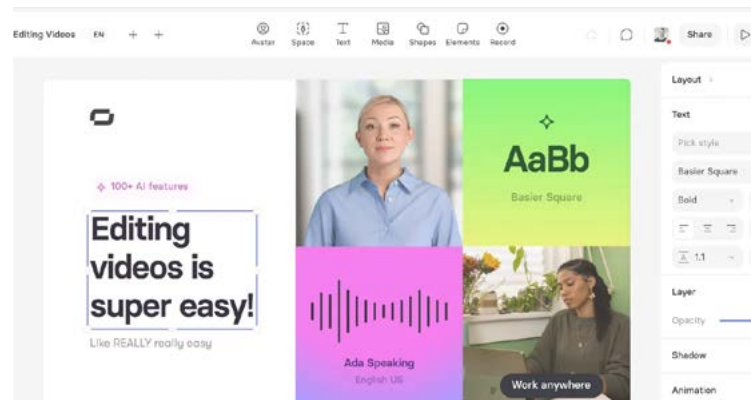 Editing Videos EN
Avatar Space Text Media Shapes Elements Record
Share
Layout
Text
Pick style
Basier Square
Bold
1.1
Layer
Opacity
Shadow
Animation
100+ AI features
Editing
videos is
super easy!
Like REALLY really easy
AaBb
Basier Square
Ada Speaking
English US
Work anywhere